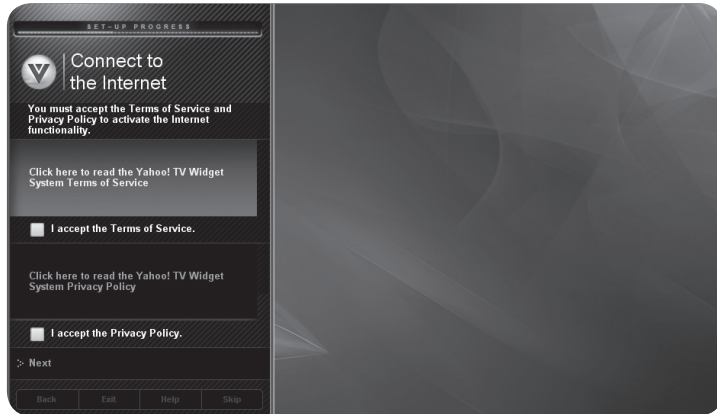 SET-UP PROGRESS
Connect to
the Internet
You must accept the Terms of Service and
Privacy Policy to activate the Internet
functionality.
Click here to read the Yahoo! TV Widget
System Terms of Service
I accept the Terms of Service.
Click here to read the Yahoo! TV Widget
System Privacy Policy
I accept the Privacy Policy.
Next
Back Exit Help Skip